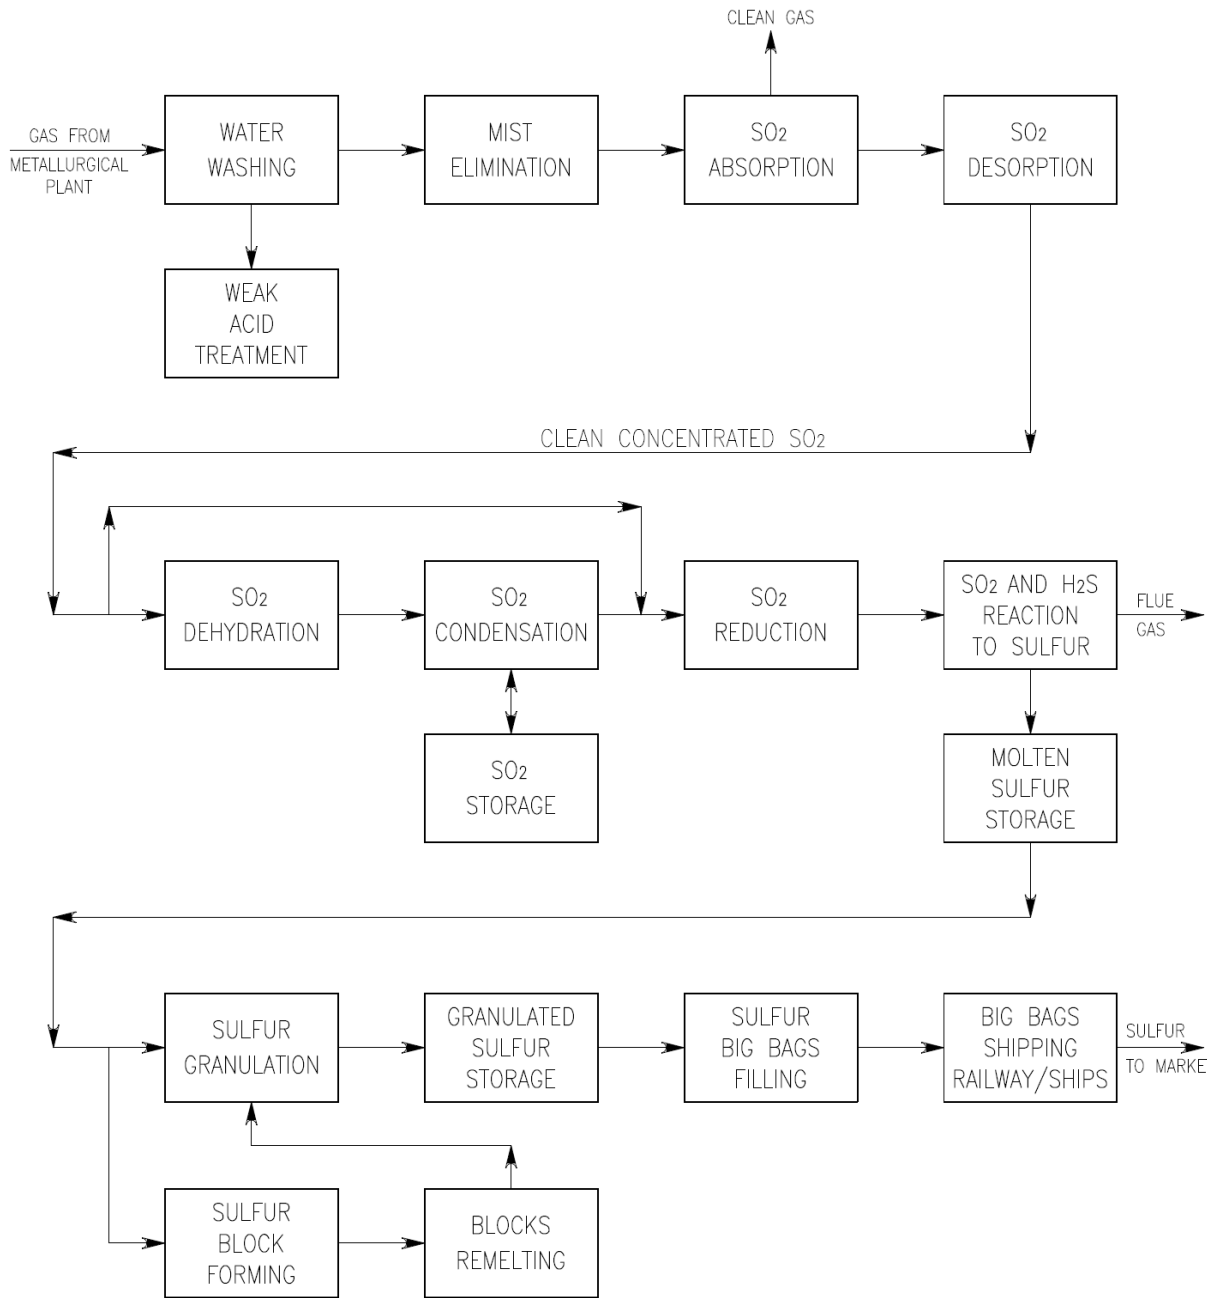 CLEAN GAS
GAS FROM
METALLURGICAL
PLANT
WATER
WASHING
MIST
ELIMINATION
SO2
ABSORPTION
SO2
DESORPTION
WEAK
ACID
TREATMENT
CLEAN CONCENTRATED SO2
SO2
DEHYDRATION
SO2
CONDENSATION
SO2
REDUCTION
SO2 AND H2S
REACTION
TO SULFUR
FLUE
GAS
SO2
STORAGE
MOLTEN
SULFUR
STORAGE
SULFUR
GRANULATION
GRANULATED
SULFUR
STORAGE
SULFUR
BIG BAGS
FILLING
BIG BAGS
SHIPPING
RAILWAY/SHIPS
SULFUR
TO MARKE
SULFUR
BLOCK
FORMING
BLOCKS
REMELTING